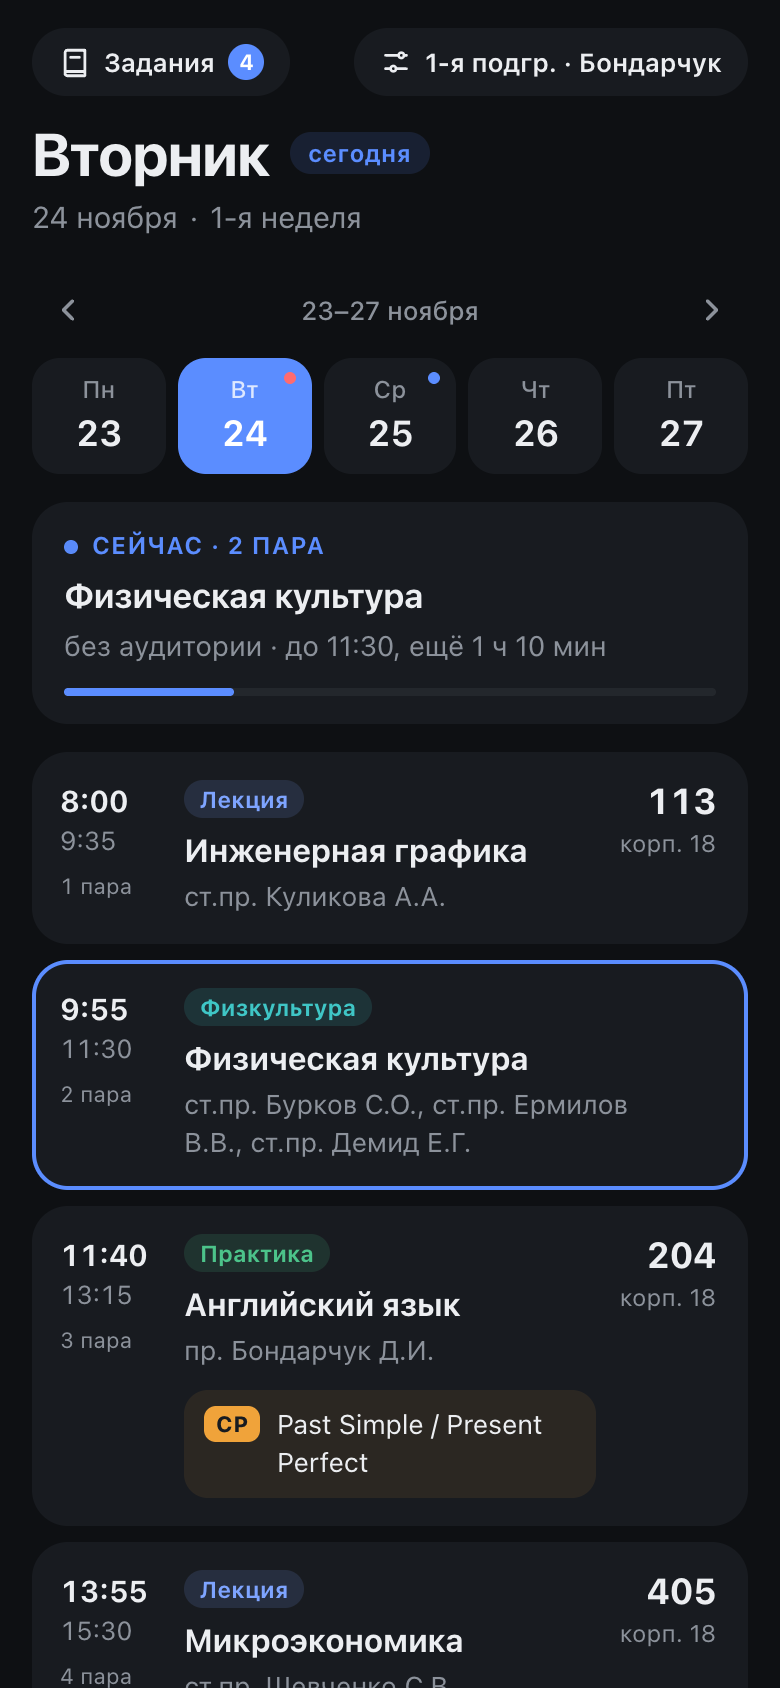 Задания 4
1-я подгр. · Бондарчук
Вторник сегодня
24 ноября · 1-я неделя
23–27 ноября
Пн Вт Ср Чт Пт
23 24 25 26 27
СЕЙЧАС · 2 ПАРА
Физическая культура
без аудитории · до 11:30, ещё 1 ч 10 мин
8:00
9:35
1 пара
Лекция
Инженерная графика
ст.пр. Куликова А.А.
113
корп. 18
9:55
11:30
2 пара
Физкультура
Физическая культура
ст.пр. Бурков С.О., ст.пр. Ермилов
В.В., ст.пр. Демид Е.Г.
11:40
13:15
3 пара
Практика
Английский язык
пр. Бондарчук Д.И.
СР Past Simple / Present
Perfect
204
корп. 18
13:55
15:30
4 пара
Лекция
Микроэкономика
ст.пр. Шевченко С.В.
405
корп. 18